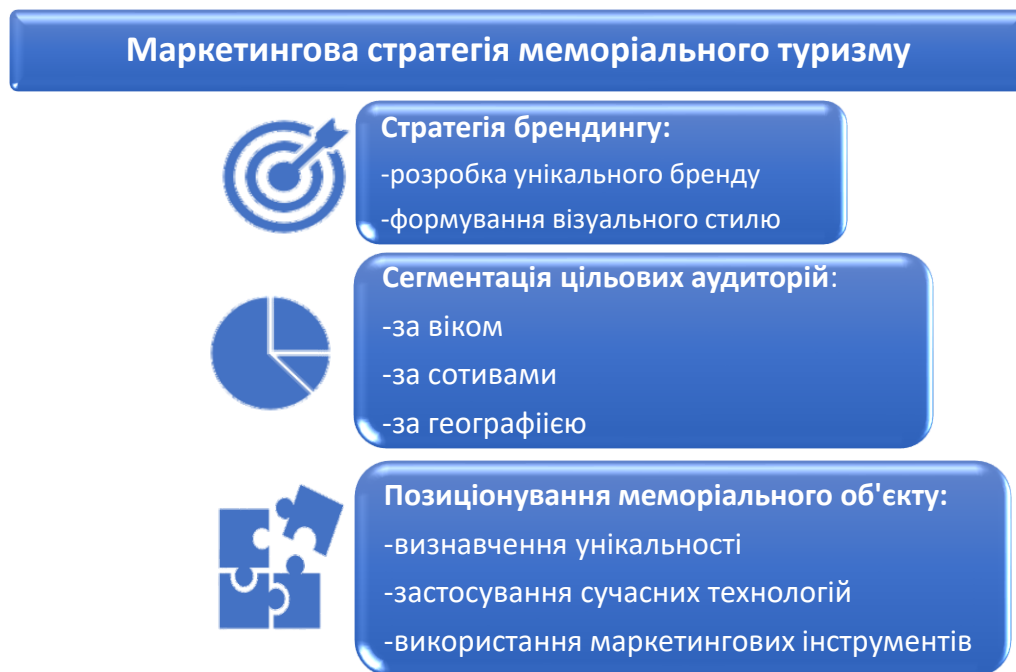 Маркетингова стратегія меморіального туризму
Стратегія брендингу:
-розробка унікального бренду
-формування візуального стилю
Сегментація цільових аудиторій:
-за віком
-за сотивами
-за географіією
Позиціонування меморіального об'єкту:
-визнавчення унікальності
-застосування сучасних технологій
-використання маркетингових інструментів